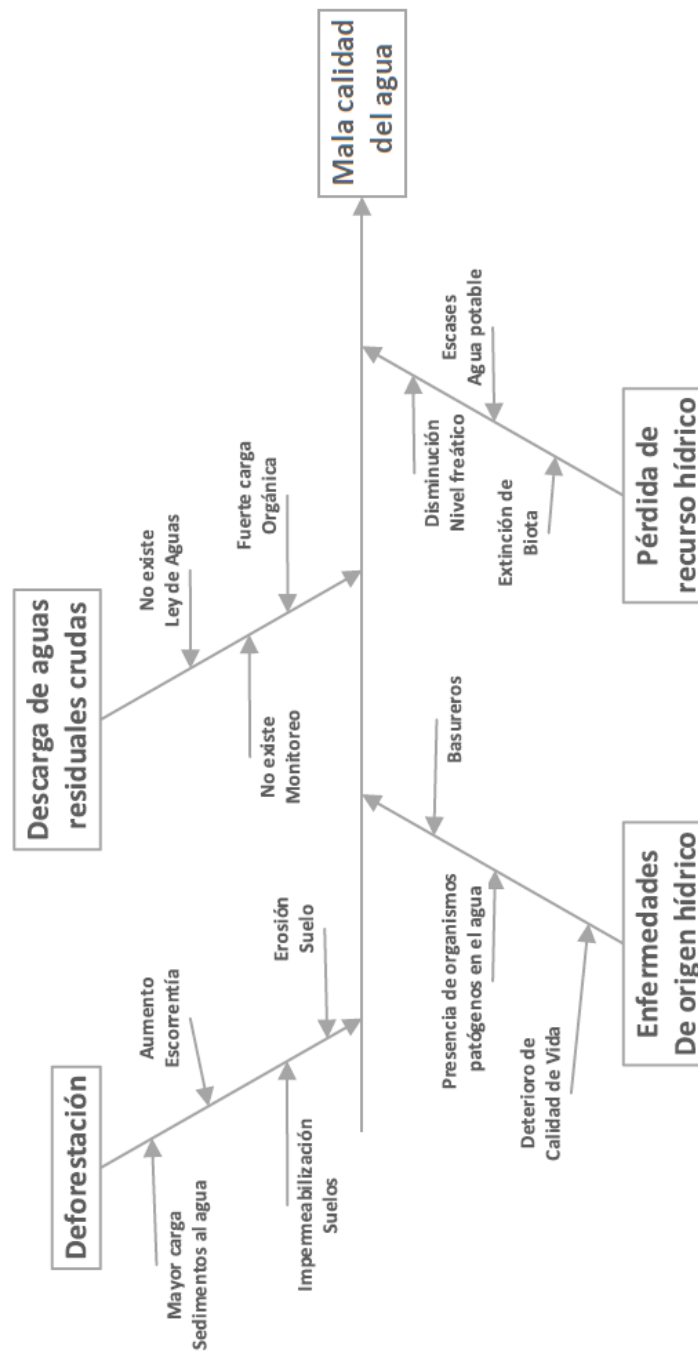 Deforestación
Mayor carga
Sedimentos al agua
Aumento
Escorrentía
Impermeabilización
Suelos
Erosión
Suelo
Descarga de aguas
residuales crudas
No existe
Ley de Aguas
No existe
Monitoreo
Fuerte carga
Orgánica
Mala calidad
del agua
Enfermedades
De origen hídrico
Deterioro de
Calidad de Vida
Presencia de organismos
patógenos en el agua
Basureros
Pérdida de
recurso hídrico
Extinción de
Biota
Disminución
Nivel freático
Escases
Agua potable